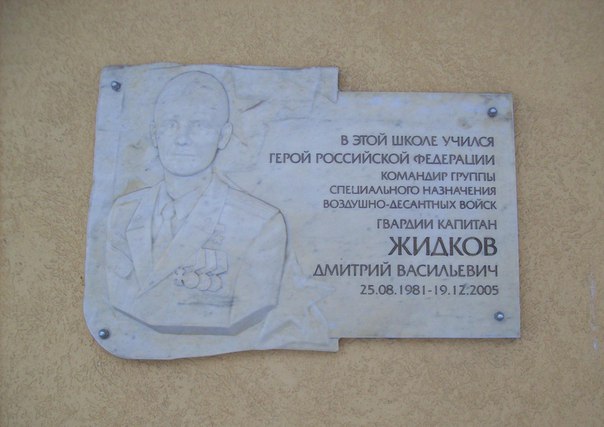 В ЭТОЙ ШКОЛЕ УЧИЛСЯ
ГЕРОЙ РОССИЙСКОЙ ФЕДЕРАЦИИ
КОМАНДИР ГРУППЫ
СПЕЦИАЛЬНОГО НАЗНАЧЕНИЯ
ВОЗДУШНО-ДЕСАНТНЫХ ВОЙСК
ГВАРДИИ КАПИТАН
ЖИДКОВ
ДМИТРИЙ ВАСИЛЬЕВИЧ
25.08.1981-19.12.2005